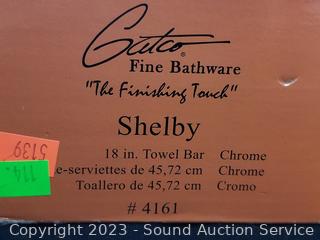 Gatco®
Fine Bathware
"The Finishing Touch"
Shelby
18 in. Towel Bar Chrome
e-serviettes de 45,72 cm Chrome
Toallero de 45,72 cm Cromo
# 4161
5139
114
Copyright 2023 - Sound Auction Service